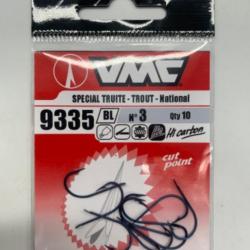 VMC
SPECIAL TRUITE - TROUT - National
9335 BL N° 3 Qty 10
Hi carbon
cut
point